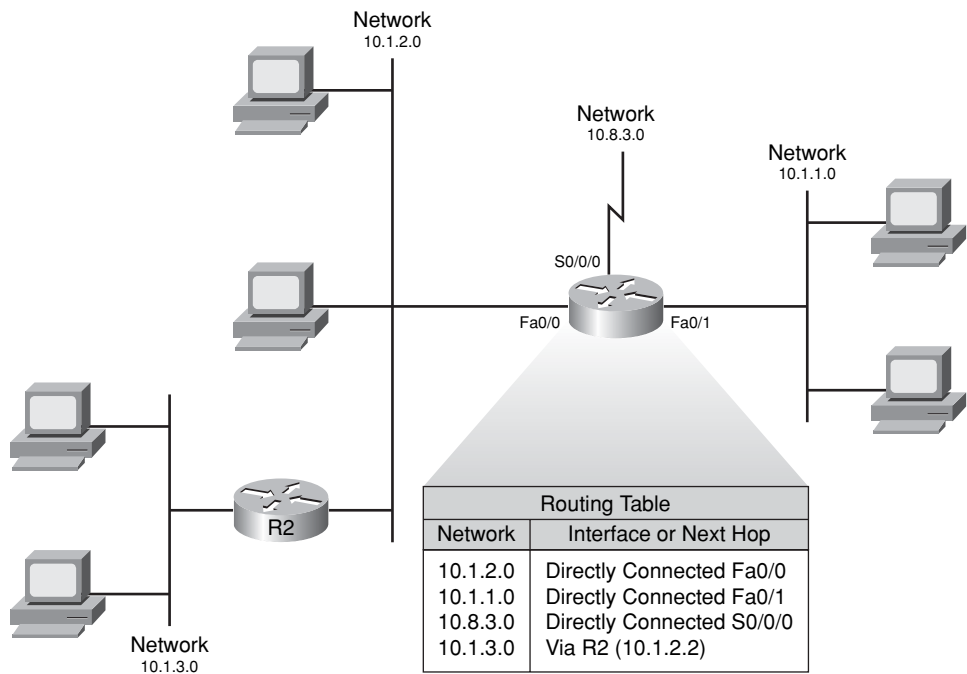 Network
10.1.2.0
Network
10.8.3.0
Network
10.1.1.0
S0/0/0
Fa0/0
Fa0/1
R2
Network
10.1.3.0
Routing Table
Network Interface or Next Hop
10.1.2.0 Directly Connected Fa0/0
10.1.1.0 Directly Connected Fa0/1
10.8.3.0 Directly Connected S0/0/0
10.1.3.0 Via R2 (10.1.2.2)